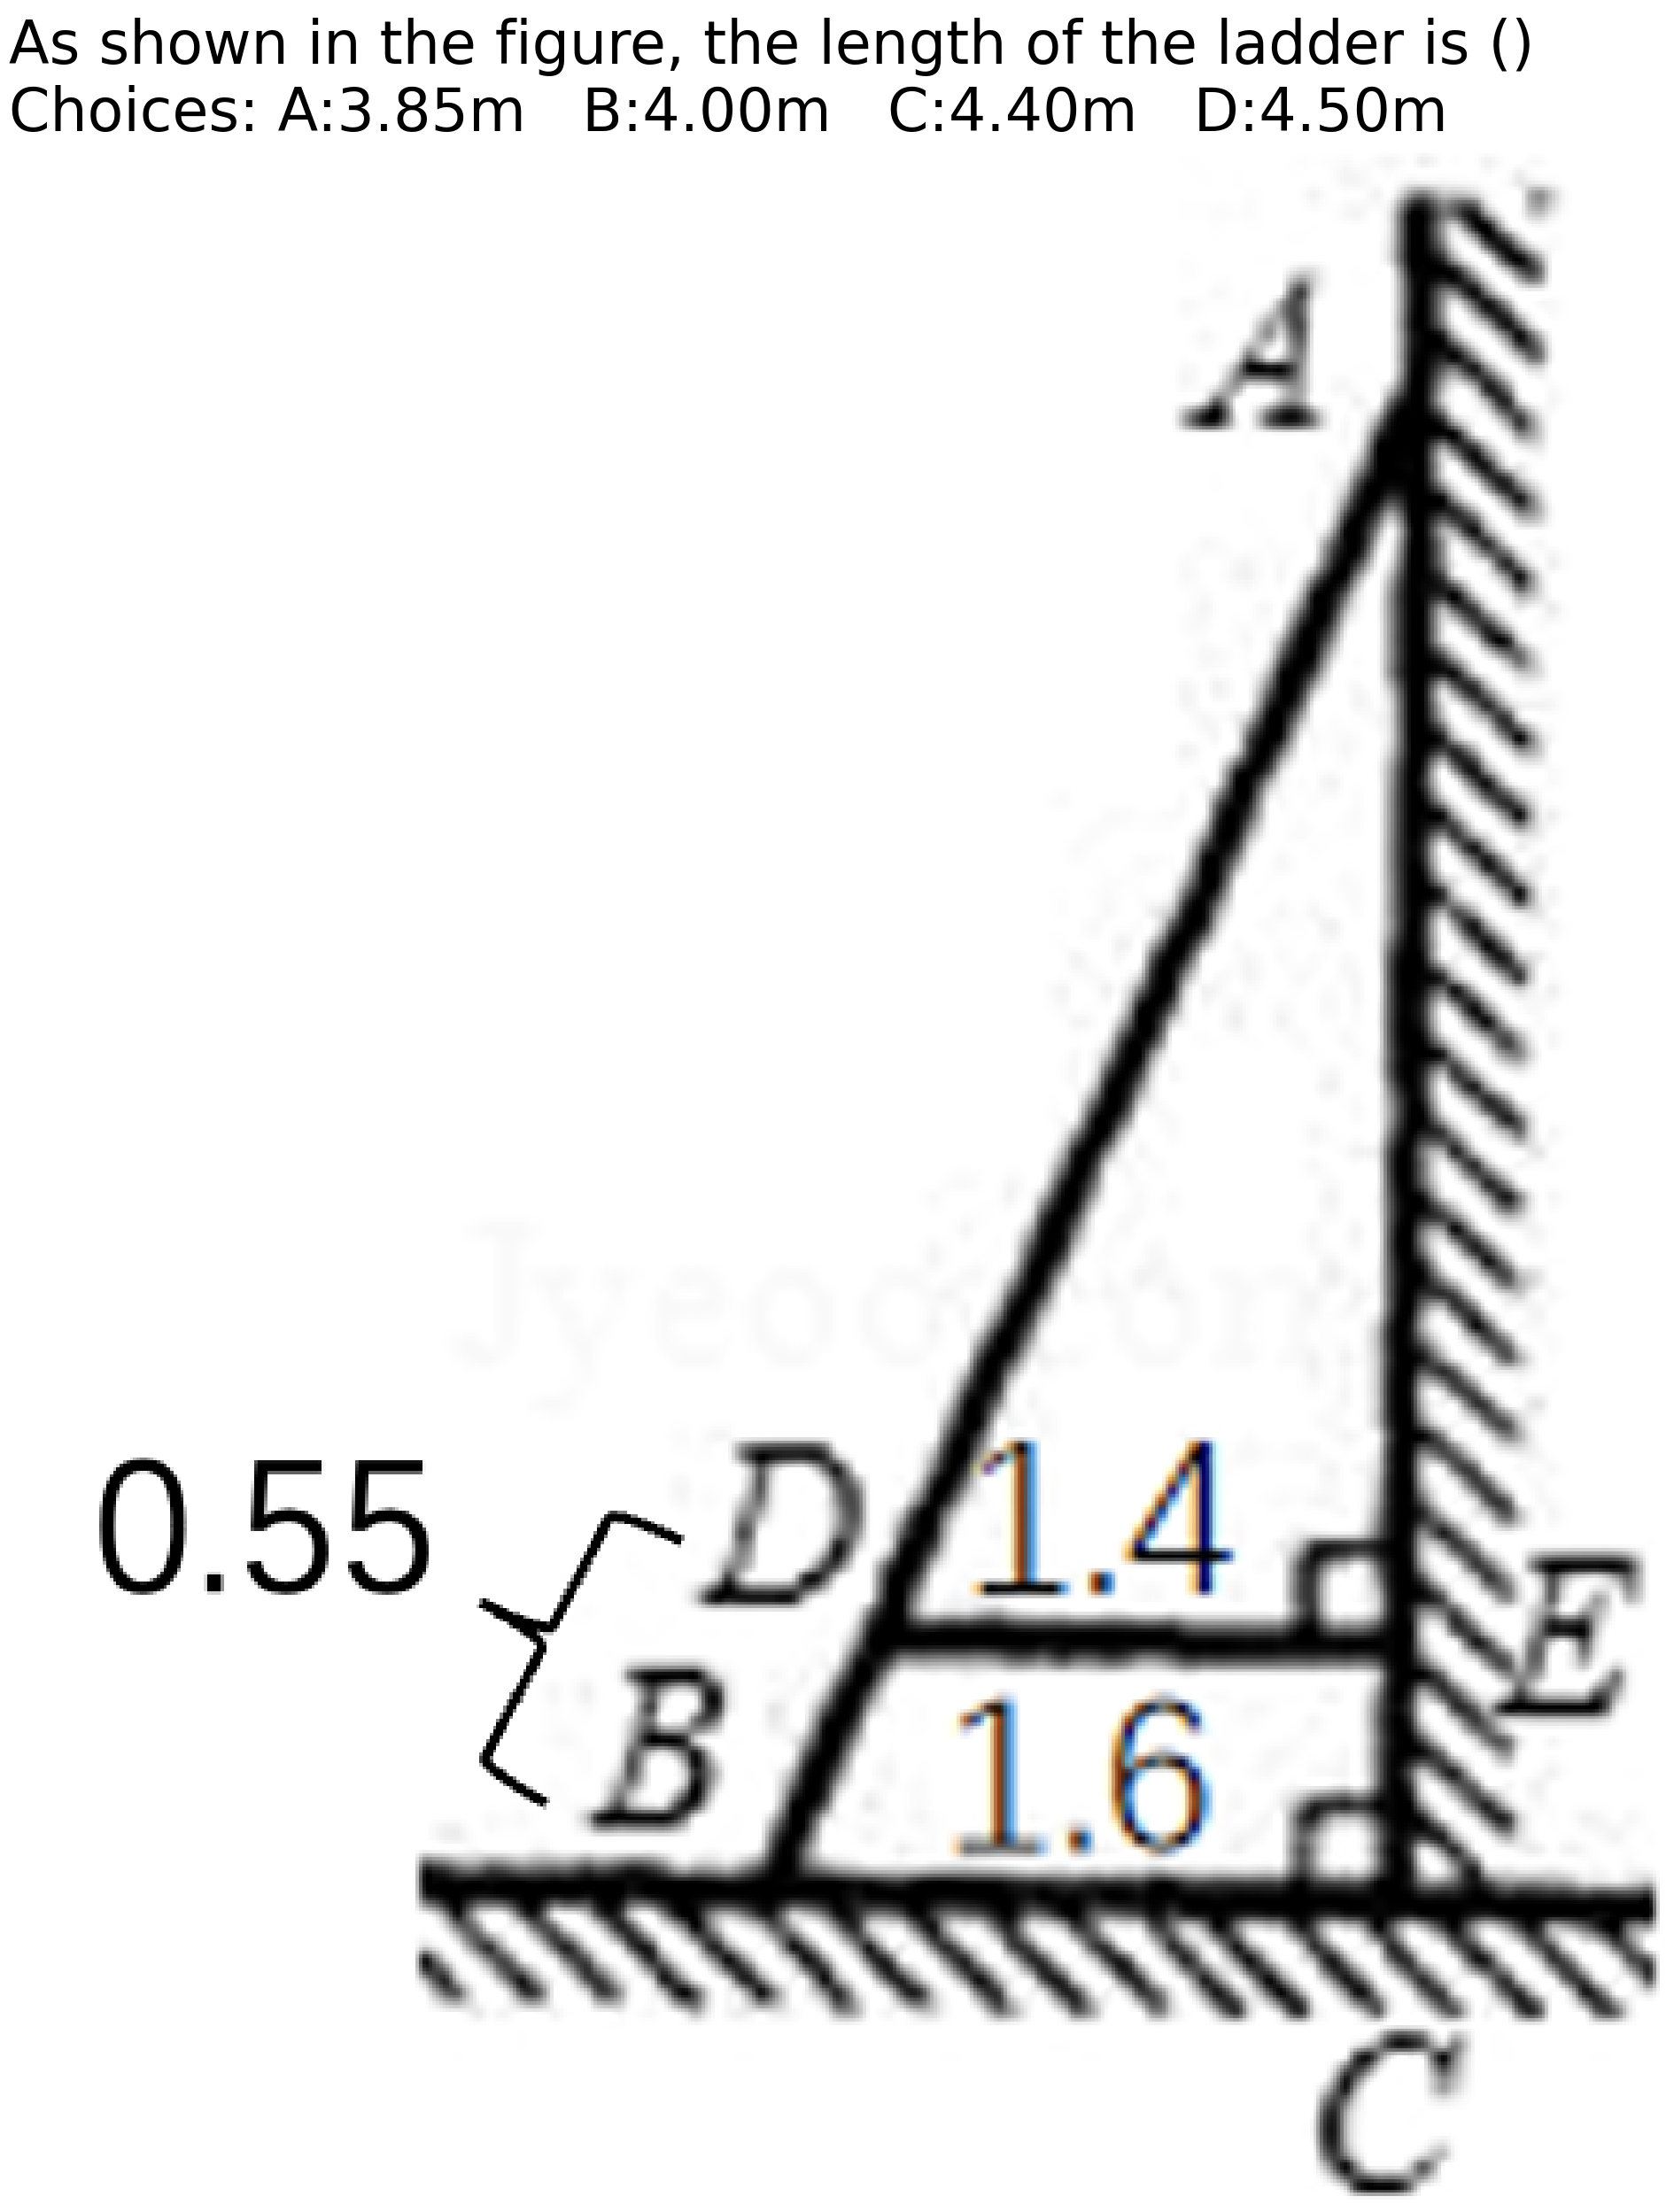 As shown in the figure, the length of the ladder is ()
Choices: A:3.85m B:4.00m C:4.40m D:4.50m
A
Jyeoo.com
0.55
D
1.4
E
B
1.6
C